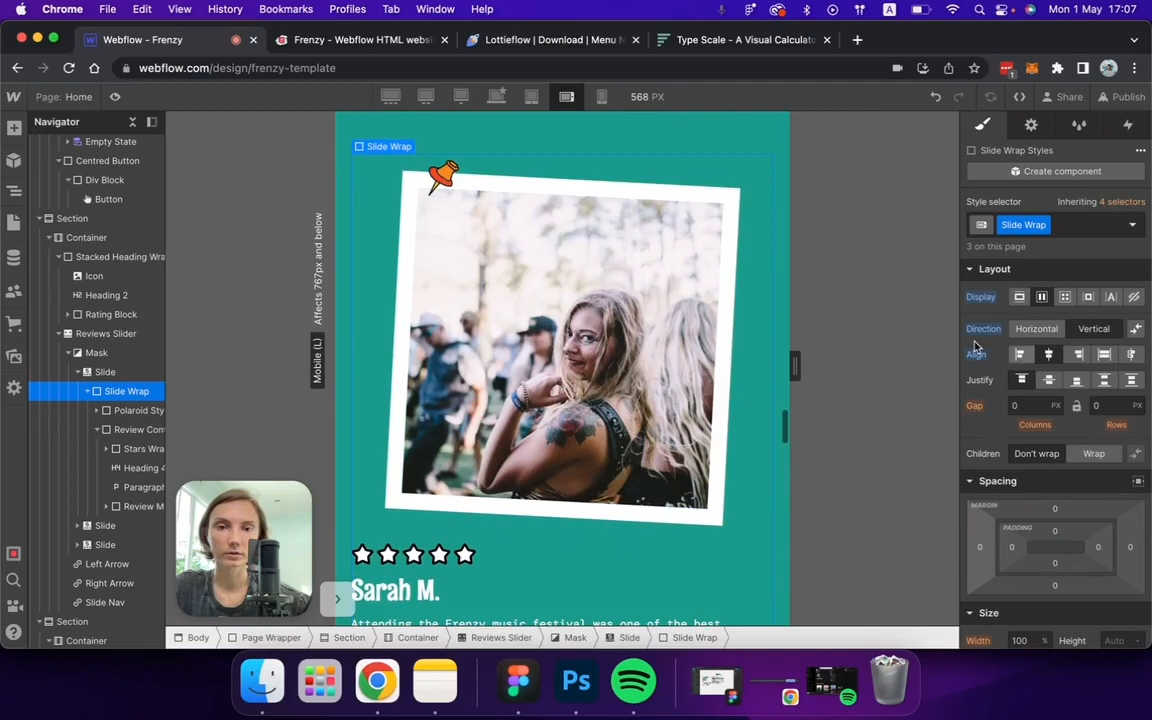 Chrome File Edit View History Bookmarks Profiles Tab Window Help
A Mon 1 May 17:07
Webflow - Frenzy
Frenzy - Webflow HTML websi
Lottieflow | Download | Menu N
Type Scale - A Visual Calculato
webflow.com/design/frenzy-template
1
Page: Home
568 PX
Share
Publish
Navigator
Empty State
Centred Button
Div Block
Button
Section
Container
Stacked Heading Wra
Icon
Heading 2
Rating Block
Reviews Slider
Mask
Slide
Slide Wrap
Polaroid Sty
Review Con
Stars Wra
Heading 4
Paragraph
Review M
Slide
Slide
Left Arrow
Right Arrow
Slide Nav
Section
Container
Affects 767px and below
Mobile (L)
Slide Wrap
Sarah M.
Attending the Frenzy music festival was one of the best
Body Page Wrapper Section Container Reviews Slider Mask Slide Slide Wrap
Slide Wrap Styles
Create component
Style selector Inheriting 4 selectors
Slide Wrap
3 on this page
Layout
Display
Direction Horizontal Vertical
Align
Justify
Gap 0 PX 0 PX
Columns Rows
Children Don't wrap Wrap
Spacing
MARGIN 0
PADDING 0
0 0 0 0
0
0
Size
Width 100 % Height Auto
Ps